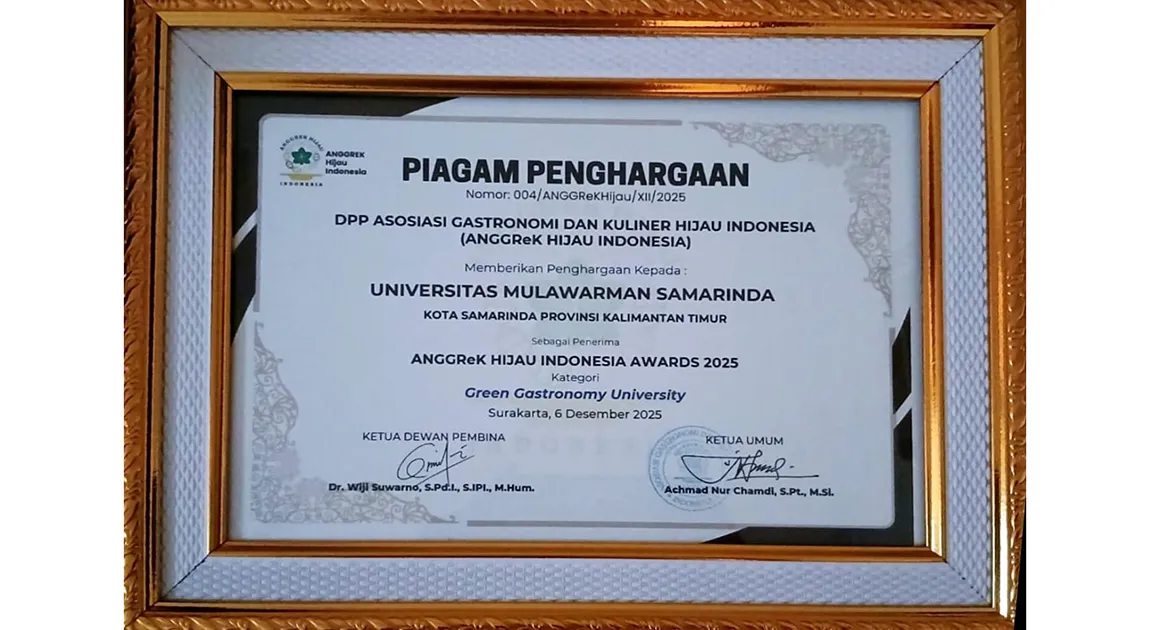 ANGGREK HIJAU
INDONESIA
ANGGREK
Hijau
Indonesia
PIAGAM PENGHARGAAN
Nomor: 004/ANGGReKHijau/XII/2025
DPP ASOSIASI GASTRONOMI DAN KULINER HIJAU INDONESIA
(ANGGReK HIJAU INDONESIA)
Memberikan Penghargaan Kepada :
UNIVERSITAS MULAWARMAN SAMARINDA
KOTA SAMARINDA PROVINSI KALIMANTAN TIMUR
Sebagai Penerima
ANGGReK HIJAU INDONESIA AWARDS 2025
Kategori
Green Gastronomy University
Surakarta, 6 Desember 2025
KETUA DEWAN PEMBINA
Dr. Wiji Suwarno, S.Pd.I., S.IPI., M.Hum.
KETUA UMUM
Achmad Nur Chamdi, S.Pt., M.Si.